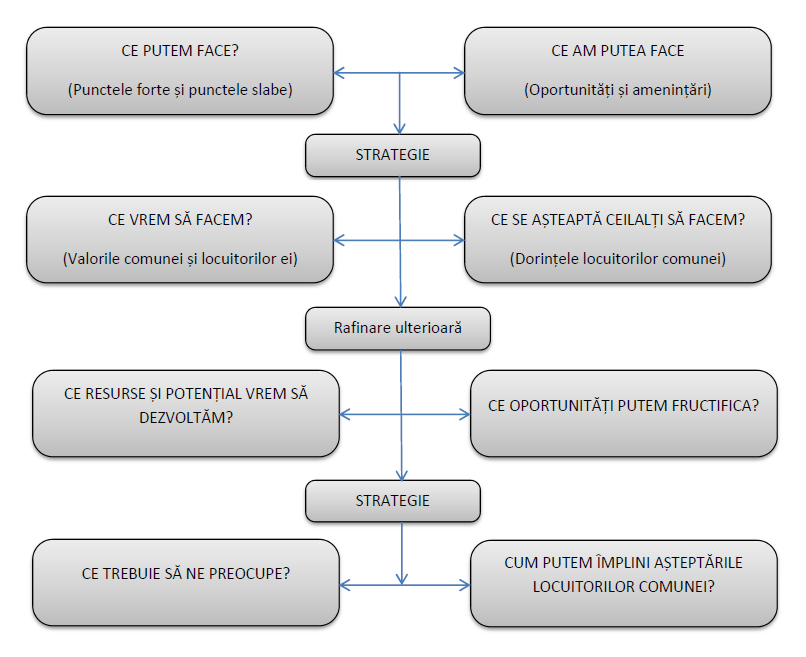 CE PUTEM FACE?
(Punctele forte și punctele slabe)
CE AM PUTEA FACE
(Oportunități și amenințări)
STRATEGIE
CE VREM SĂ FACEM?
(Valorile comunei și locuitorilor ei)
CE SE AȘTEAPTĂ CEILALȚI SĂ FACEM?
(Dorințele locuitorilor comunei)
Rafinare ulterioară
CE RESURSE ȘI POTENȚIAL VREM SĂ
DEZVOLTĂM?
CE OPORTUNITĂȚI PUTEM FRUCTIFICA?
STRATEGIE
CE TREBUIE SĂ NE PREOCUPE?
CUM PUTEM ÎMPLINI AȘTEPTĂRILE
LOCUITORILOR COMUNEI?